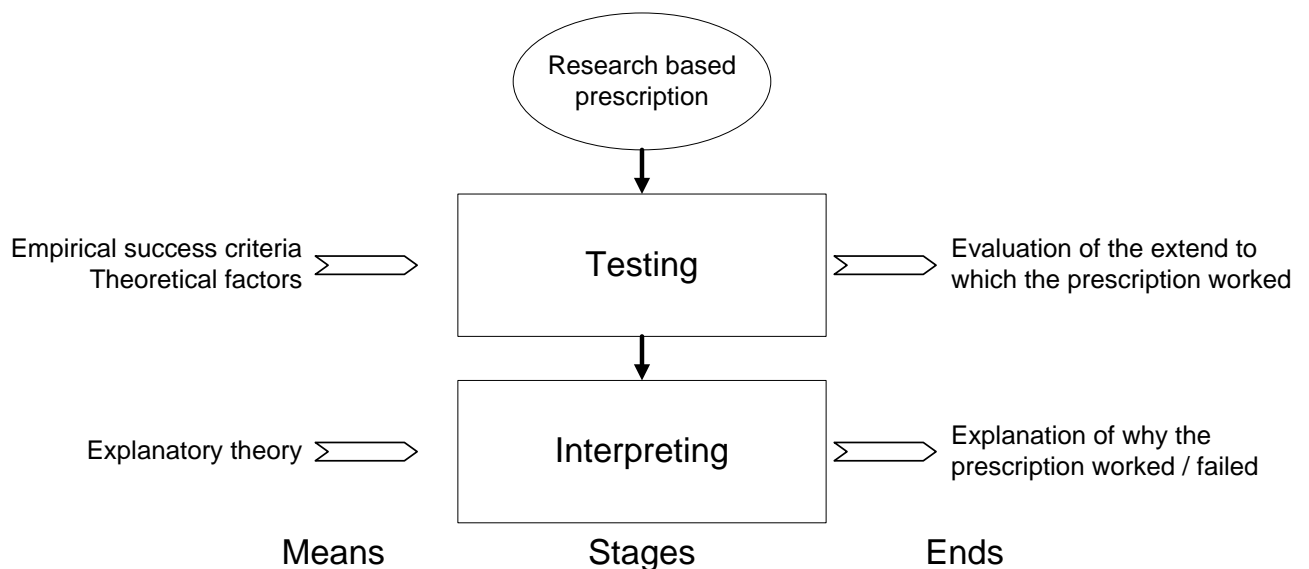 Research based
prescription
Empirical success criteria
Theoretical factors
Testing
Evaluation of the extend to
which the prescription worked
Explanatory theory
Interpreting
Explanation of why the
prescription worked / failed
Means
Stages
Ends